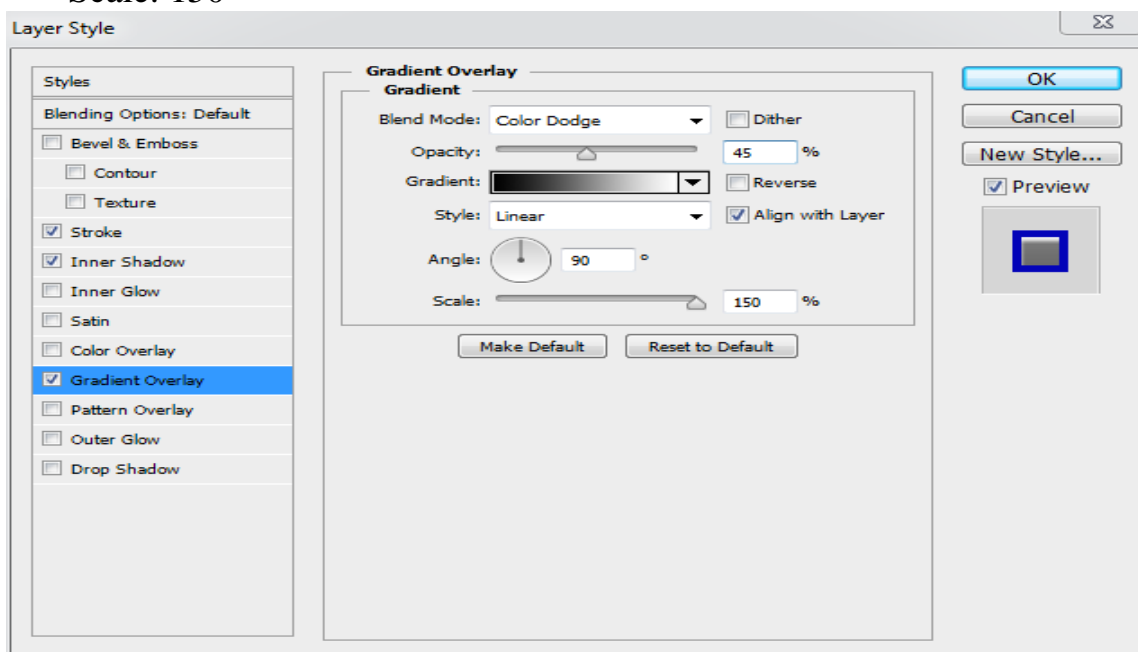 Scale: 150
Layer Style
Styles
Blending Options: Default
Bevel & Emboss
Contour
Texture
Stroke
Inner Shadow
Inner Glow
Satin
Color Overlay
Gradient Overlay
Pattern Overlay
Outer Glow
Drop Shadow
Gradient Overlay
Gradient
Blend Mode: Color Dodge Dither
Opacity: 45 %
Gradient: Reverse
Style: Linear Align with Layer
Angle: 90 °
Scale: 150 %
Make Default Reset to Default
OK
Cancel
New Style...
Preview